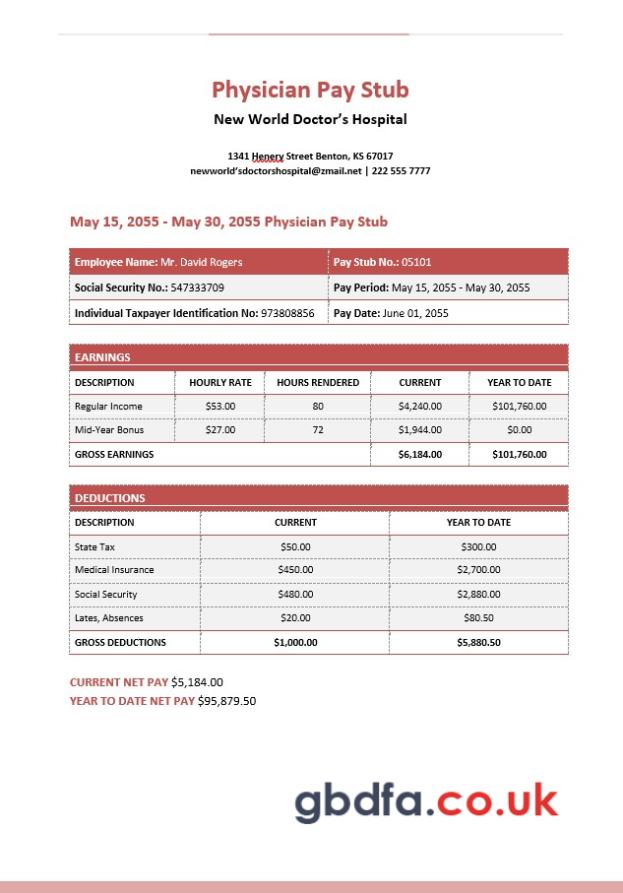 Physician Pay Stub
New World Doctor's Hospital
1341 Henery Street Benton, KS 67017
newworld'sdoctorshospital@zmail.net | 222 555 7777
May 15, 2055 - May 30, 2055 Physician Pay Stub
Employee Name: Mr. David Rogers Pay Stub No.: 05101
Social Security No.: 547333709 Pay Period: May 15, 2055 - May 30, 2055
Individual Taxpayer Identification No: 973808856 Pay Date: June 01, 2055
EARNINGS
DESCRIPTION HOURLY RATE HOURS RENDERED CURRENT YEAR TO DATE
Regular Income $53.00 80 $4,240.00 $101,760.00
Mid-Year Bonus $27.00 72 $1,944.00 $0.00
GROSS EARNINGS $6,184.00 $101,760.00
DEDUCTIONS
DESCRIPTION CURRENT YEAR TO DATE
State Tax $50.00 $300.00
Medical Insurance $450.00 $2,700.00
Social Security $480.00 $2,880.00
Lates, Absences $20.00 $80.50
GROSS DEDUCTIONS $1,000.00 $5,880.50
CURRENT NET PAY $5,184.00
YEAR TO DATE NET PAY $95,879.50
gbdfa.co.uk